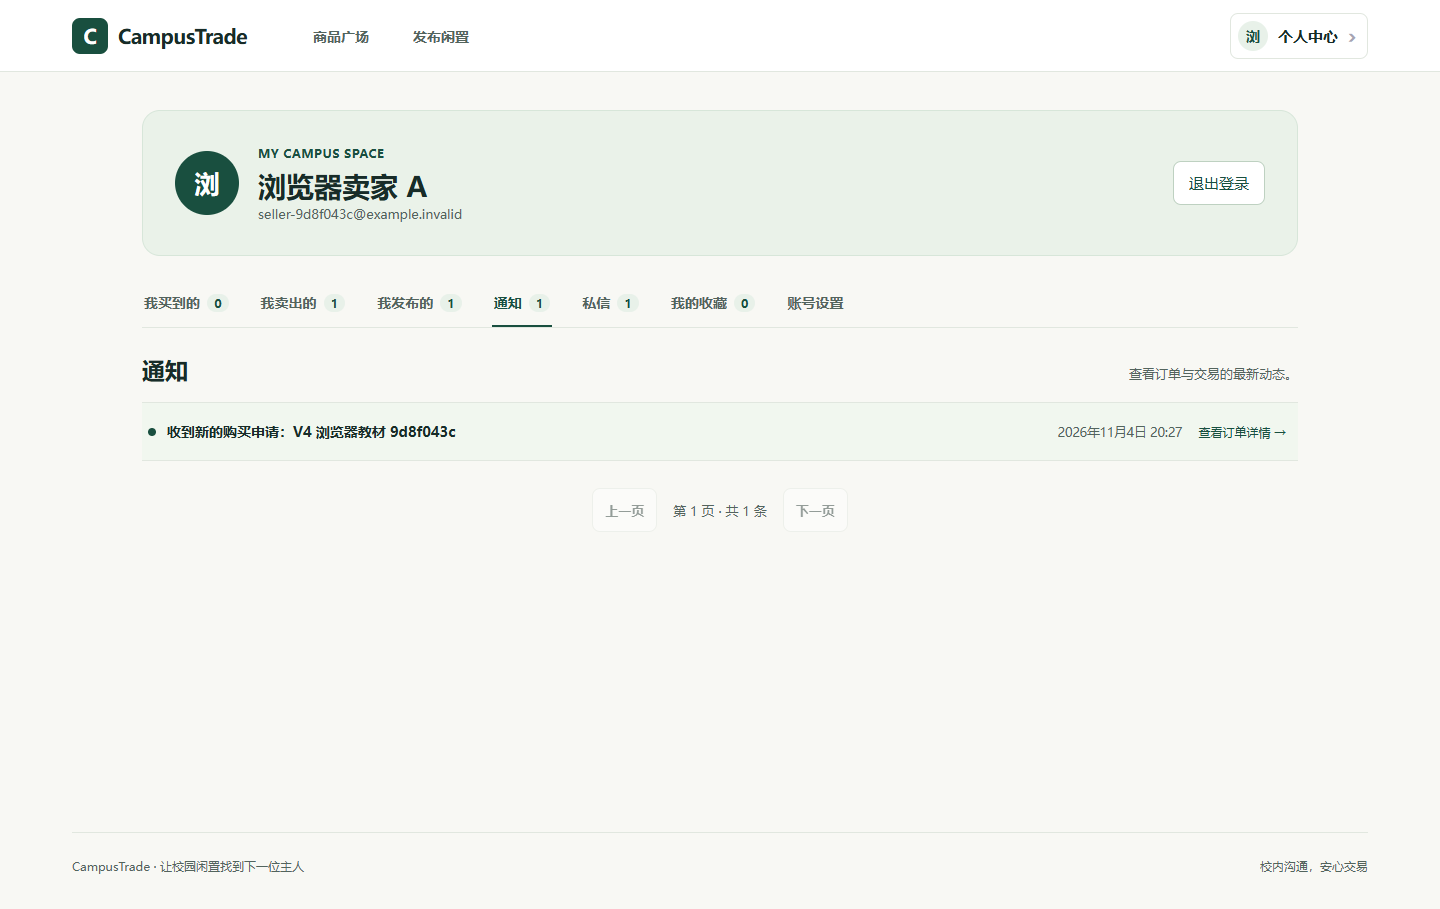 C CampusTrade 商品广场 发布闲置 浏 个人中心 ›
浏
MY CAMPUS SPACE
浏览器卖家 A
seller-9d8f043c@example.invalid
退出登录
我买到的 0 我卖出的 1 我发布的 1 通知 1 私信 1 我的收藏 0 账号设置
通知
查看订单与交易的最新动态。
收到新的购买申请：V4 浏览器教材 9d8f043c 2026年11月4日 20:27 查看订单详情 →
上一页 第 1 页 · 共 1 条 下一页
CampusTrade · 让校园闲置找到下一位主人 校内沟通，安心交易